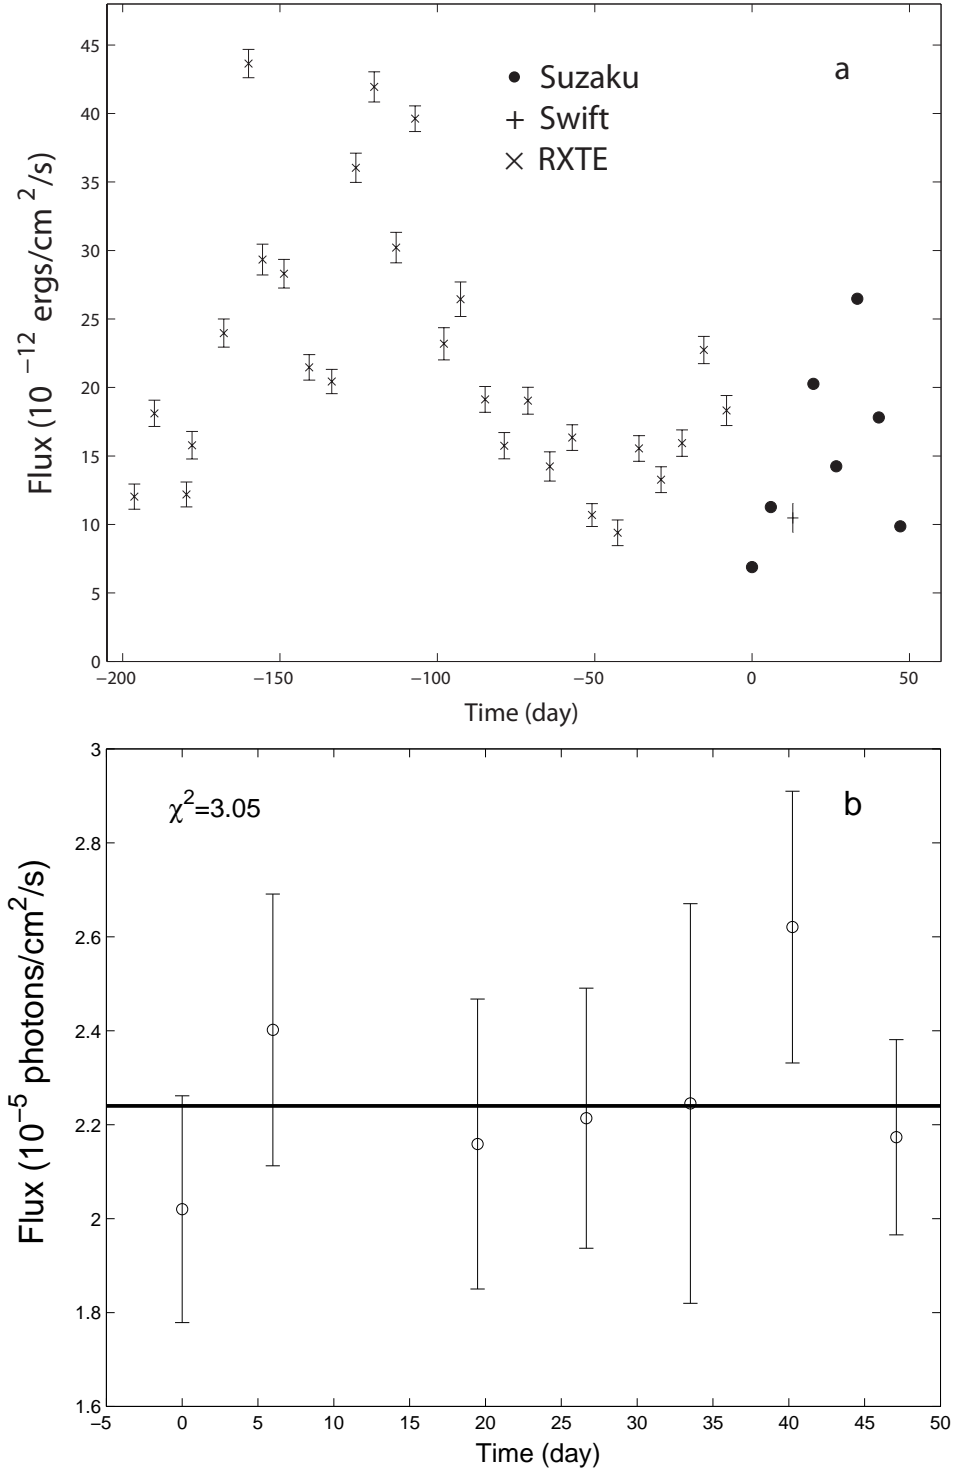 45
40
35
30
25
20
15
10
5
0
Flux (10 −12 ergs/cm 2/s)
a
Suzaku
Swift
RXTE
−200 −150 −100 −50 0 50
Time (day)
3
2.8
2.6
2.4
2.2
2
1.8
1.6
Flux (10−5 photons/cm2/s)
χ2=3.05
b
−5 0 5 10 15 20 25 30 35 40 45 50
Time (day)